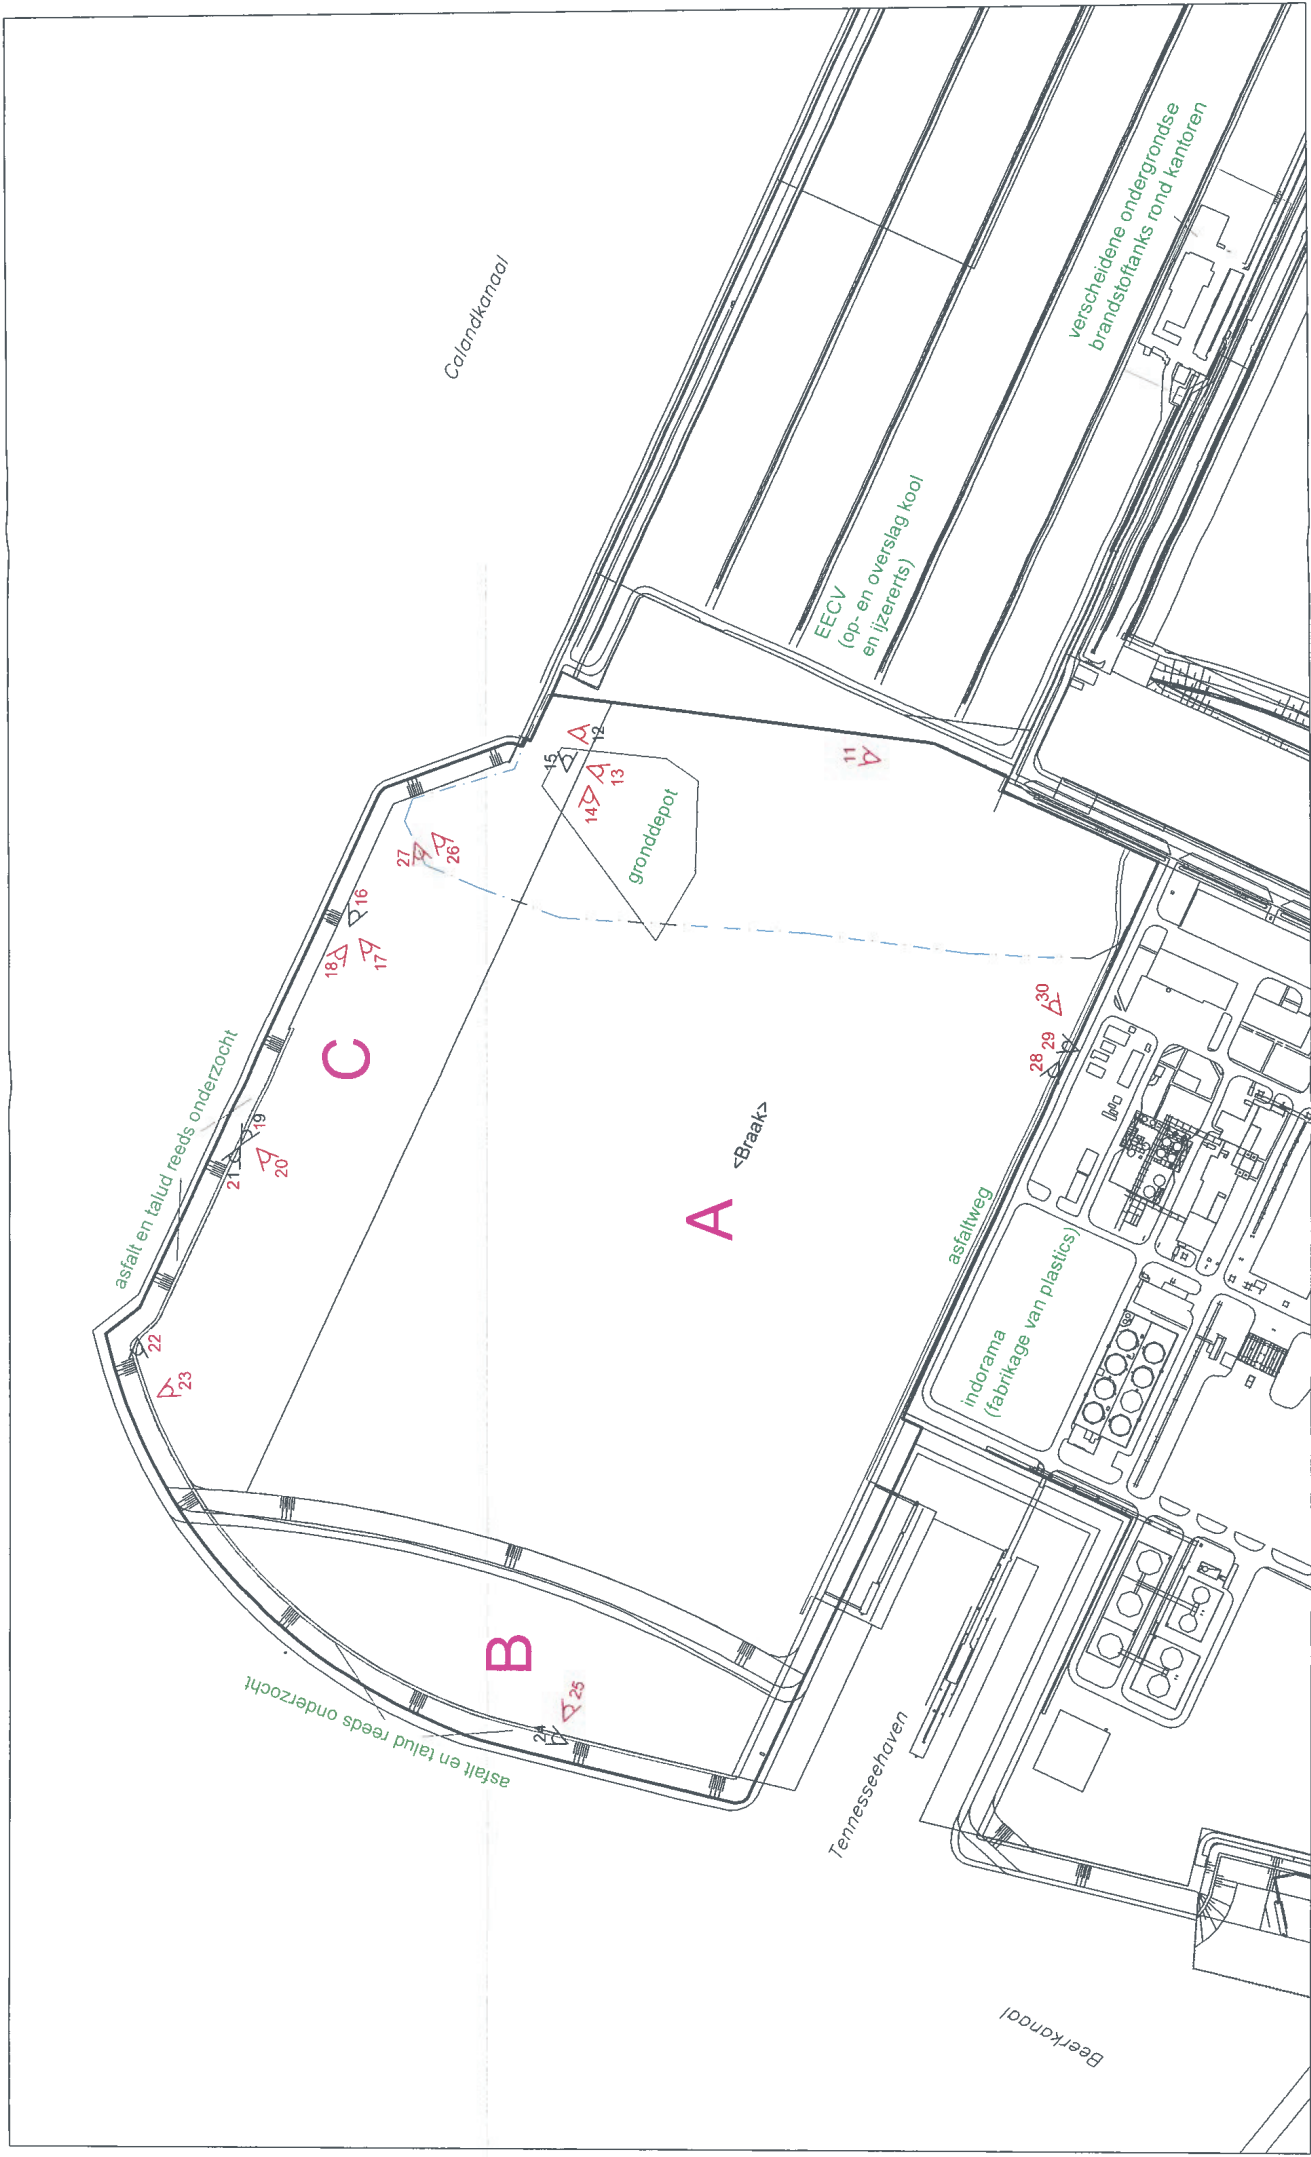 Calandkanaal
verscheidene ondergrondse
brandstoftanks rond kantoren
EECV
(op- en overslag kool
en ijzererts)
15
12
13
14
11
gronddepot
27
26
16
18
17
C
asfalt en talud reeds onderzocht
19
21
20
22
23
30
29
28
<Braak>
A
asfaltweg
indorama
(fabrikage van plastics)
B
25
24
asfalt en talud reeds onderzocht
Tennesseehaven
Beerkanaal